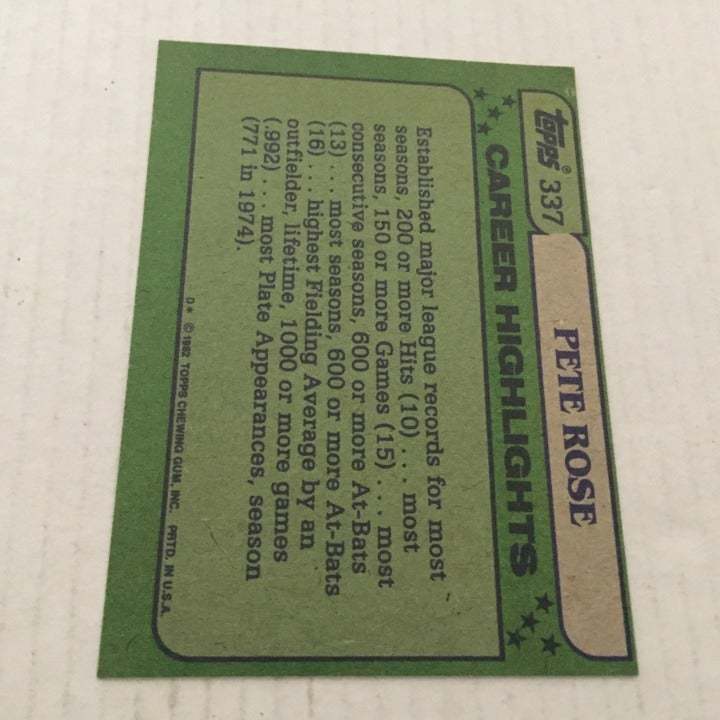 topps® 337
PETE ROSE
CAREER HIGHLIGHTS
Established major league records for most
seasons, 200 or more Hits (10) . . . most
seasons, 150 or more Games (15) . . . most
consecutive seasons, 600 or more At-Bats
(13) . . . most seasons, 600 or more At-Bats
(16) . . . highest Fielding Average by an
outfielder, lifetime, 1000 or more games
(.992) . . . most Plate Appearances, season
(771 in 1974).
D* © 1982 TOPPS CHEWING GUM, INC. PRTD. IN U.S.A.